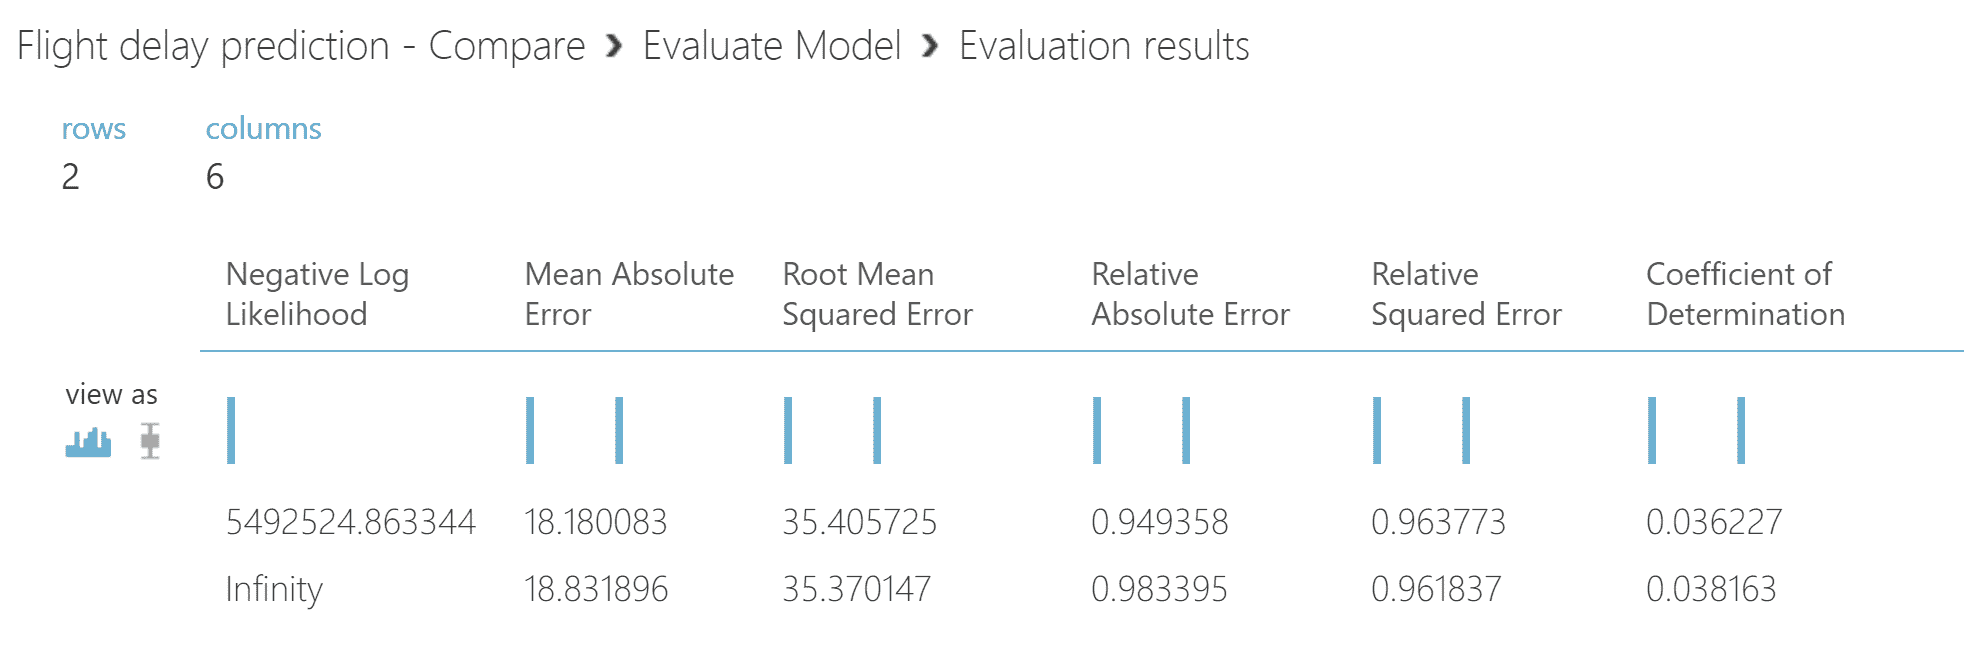 Flight delay prediction - Compare › Evaluate Model › Evaluation results
rows columns
2 6
Negative Log Mean Absolute Root Mean Relative Relative Coefficient of
Likelihood Error Squared Error Absolute Error Squared Error Determination
view as
5492524.863344 18.180083 35.405725 0.949358 0.963773 0.036227
Infinity 18.831896 35.370147 0.983395 0.961837 0.038163